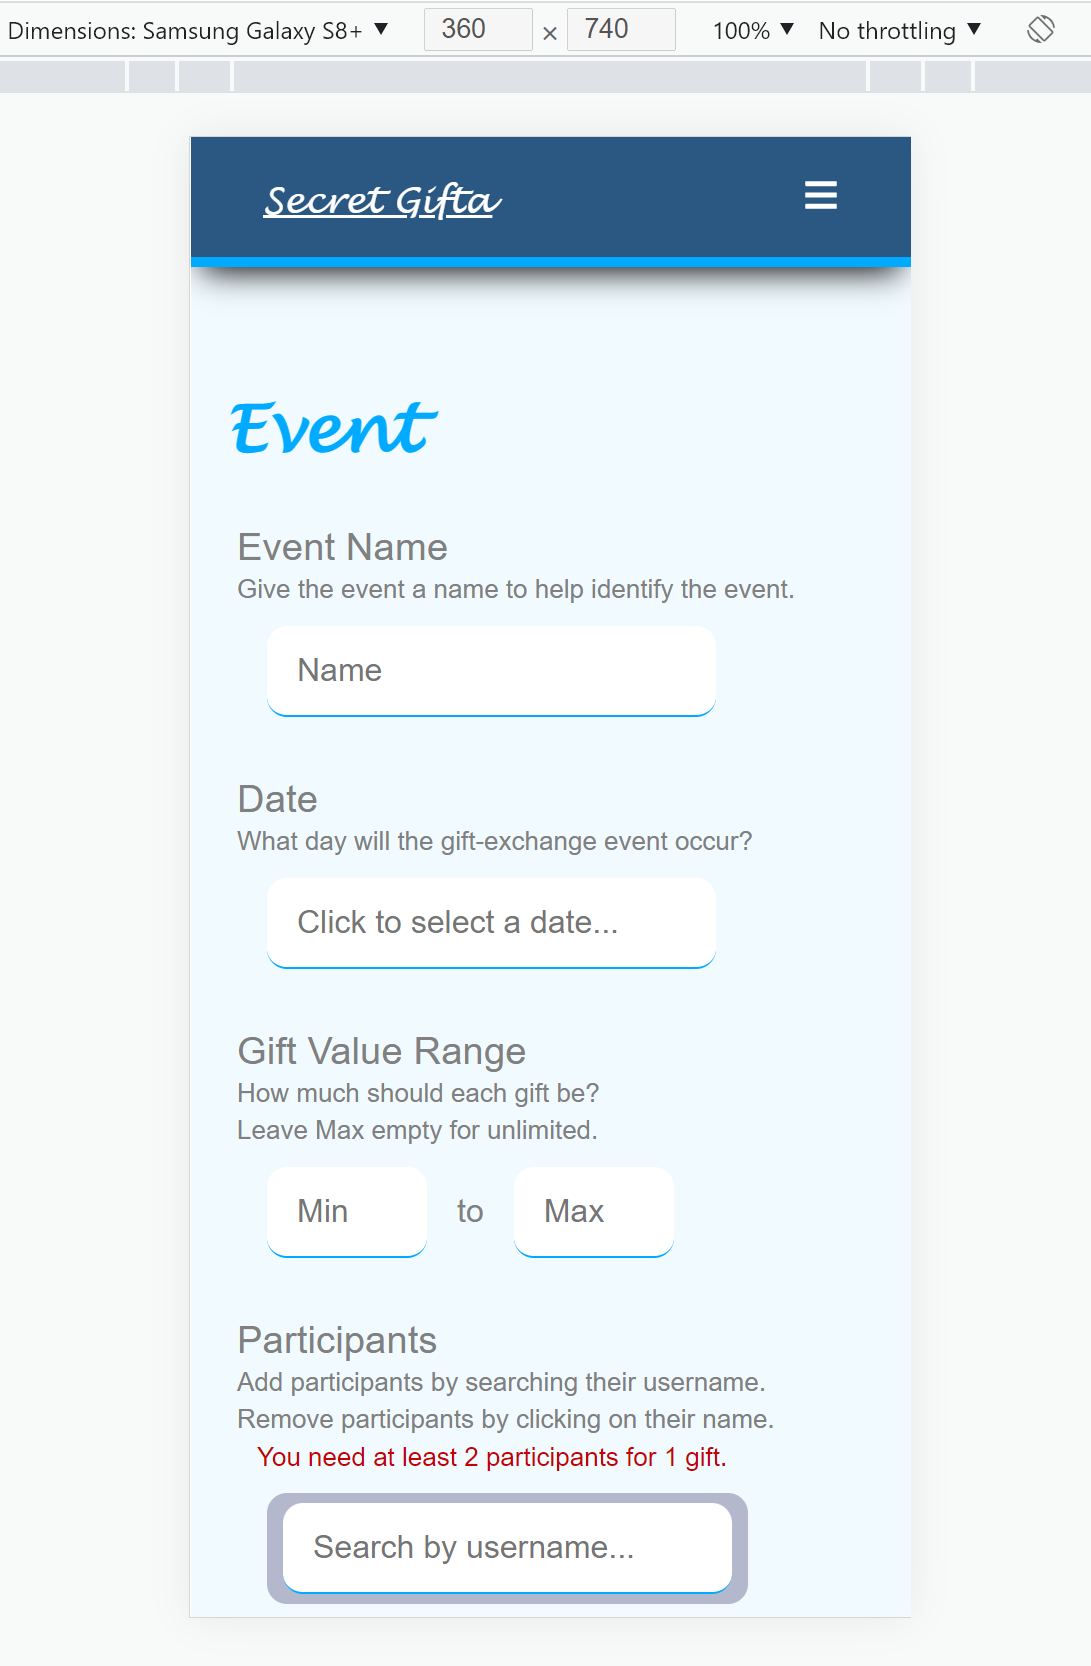 Dimensions: Samsung Galaxy S8+ ▼ 360 × 740 100% ▼ No throttling ▼
Secret Gifta
Event
Event Name
Give the event a name to help identify the event.
Name
Date
What day will the gift-exchange event occur?
Click to select a date...
Gift Value Range
How much should each gift be?
Leave Max empty for unlimited.
Min to Max
Participants
Add participants by searching their username.
Remove participants by clicking on their name.
You need at least 2 participants for 1 gift.
Search by username...